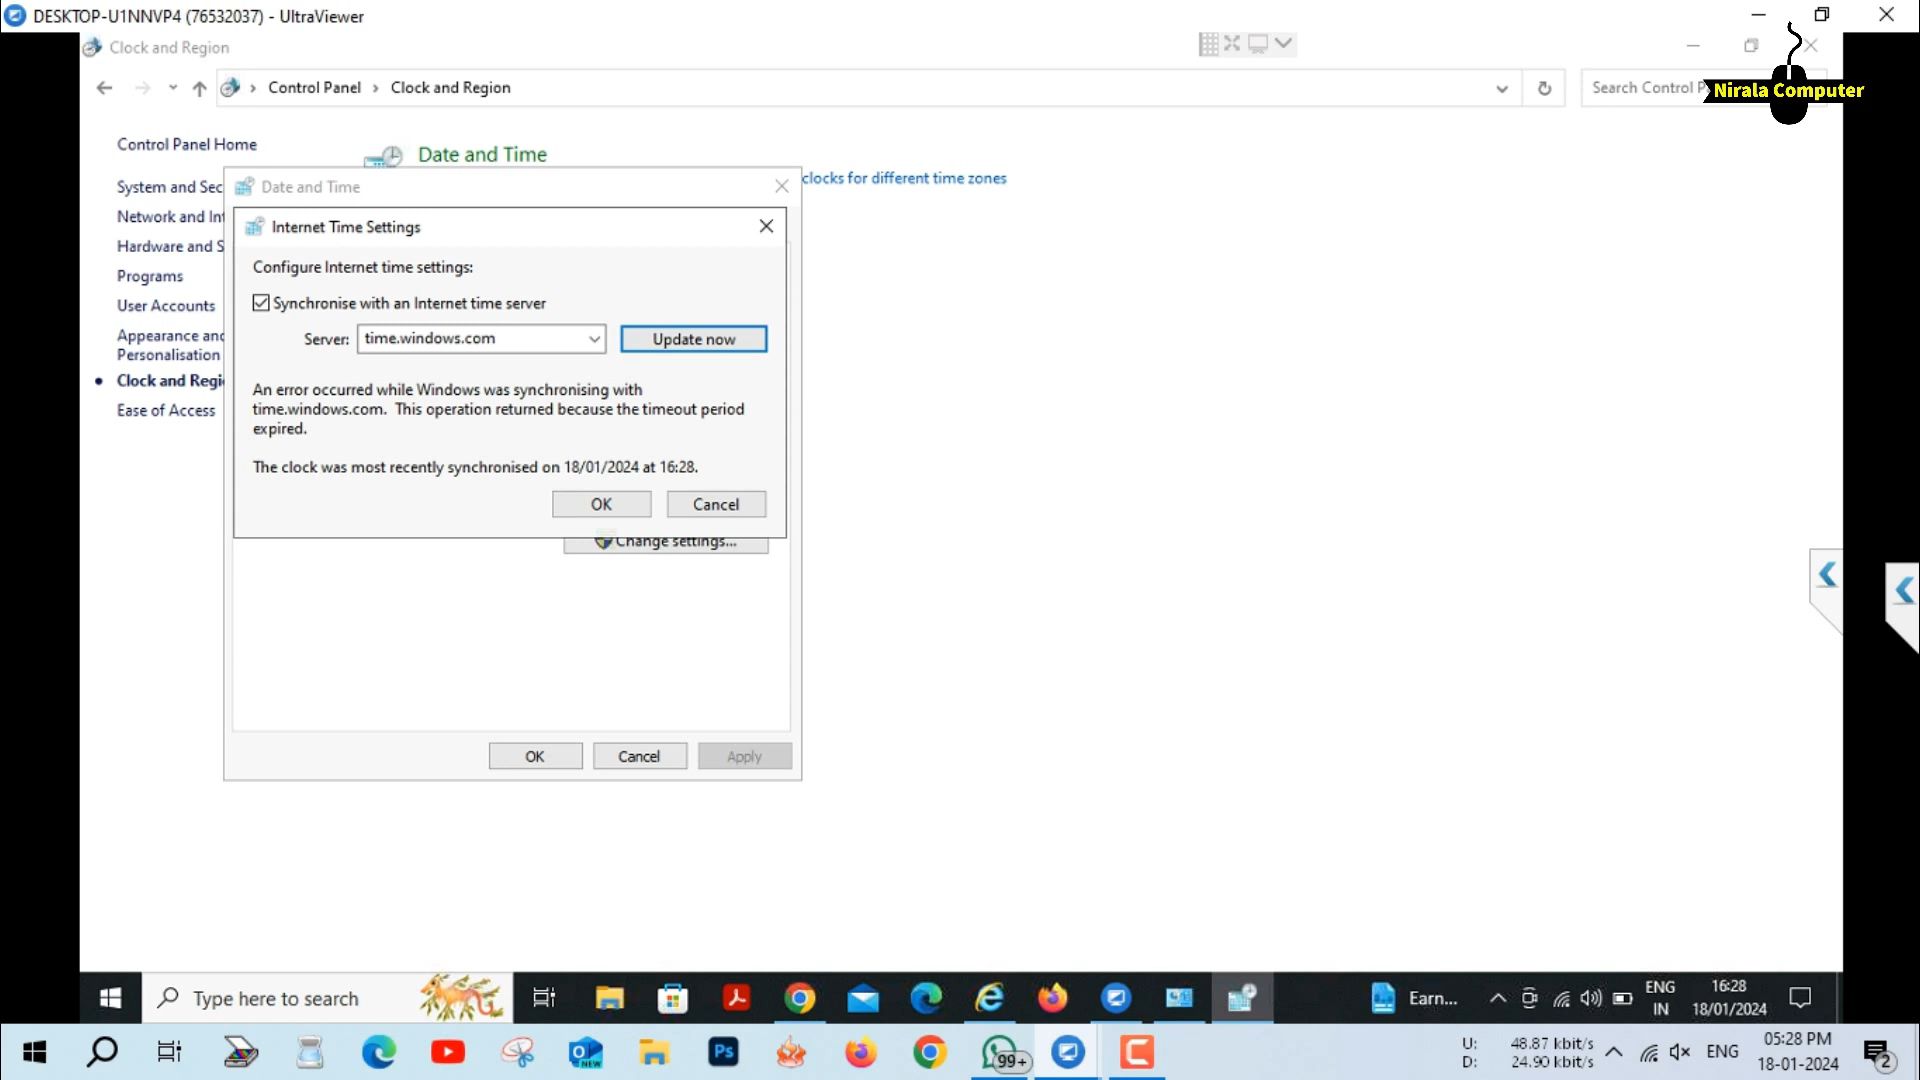 DESKTOP-U1NNVP4 (76532037) - UltraViewer
Clock and Region
Control Panel
Clock and Region
Search Control P
Nirala Computer
Control Panel Home
Date and Time
System and Sec
Date and Time
clocks for different time zones
Network and Int
Internet Time Settings
Hardware and S
Configure Internet time settings:
Programs
Synchronise with an Internet time server
User Accounts
Server: time.windows.com
Update now
Appearance and
Personalisation
Clock and Regi
An error occurred while Windows was synchronising with
time.windows.com. This operation returned because the timeout period
expired.
Ease of Access
The clock was most recently synchronised on 18/01/2024 at 16:28.
OK
Cancel
Change settings...
OK
Cancel
Apply
Type here to search
Earn...
ENG
IN
16:28
18/01/2024
Ps
NEW
99+
U: 48.87 kbit/s
D: 24.90 kbit/s
ENG
05:28 PM
18-01-2024
2